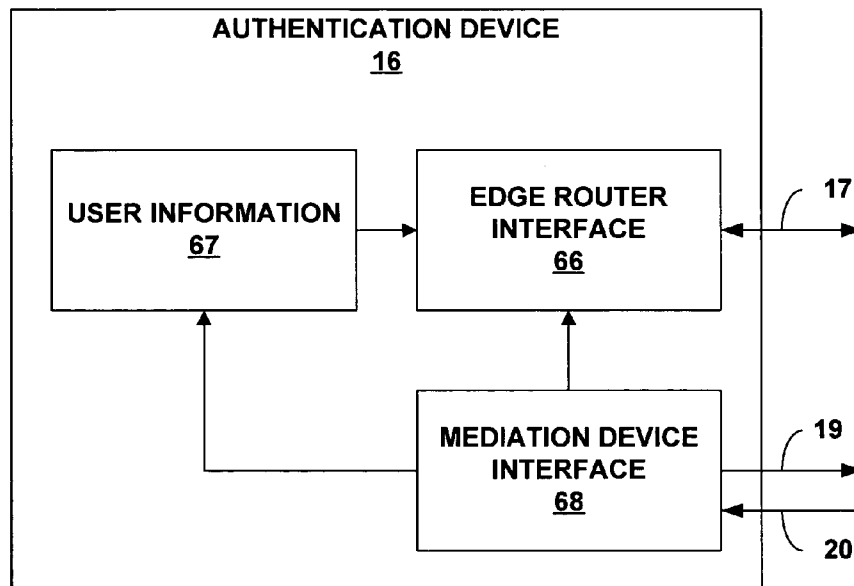 AUTHENTICATION DEVICE
16
USER INFORMATION
67
EDGE ROUTER
INTERFACE
66
17
MEDIATION DEVICE
INTERFACE
68
19
20